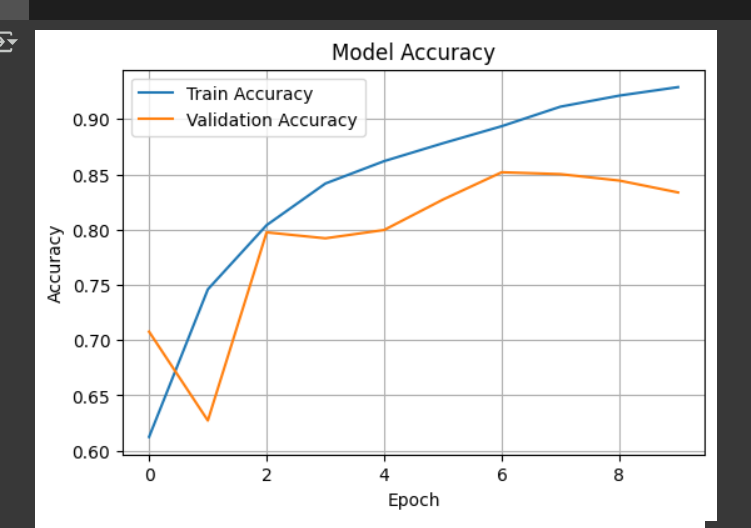 Model Accuracy
Train Accuracy
Validation Accuracy
0.90
0.85
0.80
0.75
0.70
0.65
0.60
Accuracy
0 2 4 6 8
Epoch